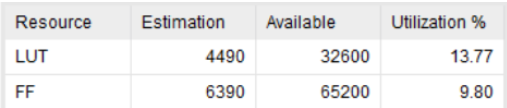 Resource Estimation Available Utilization %
LUT 4490 32600 13.77
FF 6390 65200 9.80